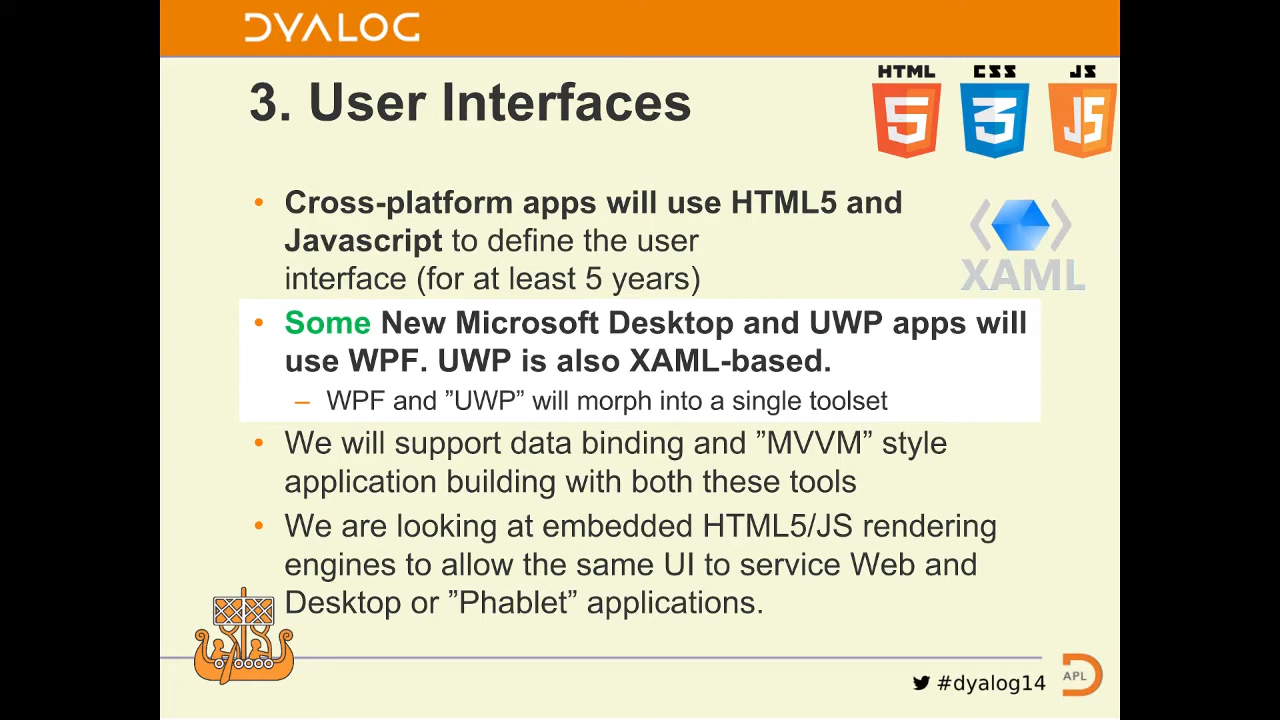 DYALOG
3. User Interfaces
HTML
CSS
JS
5
3
JS
• Cross-platform apps will use HTML5 and
Javascript to define the user
interface (for at least 5 years)
XAML
• Some New Microsoft Desktop and UWP apps will
use WPF. UWP is also XAML-based.
– WPF and ”UWP” will morph into a single toolset
• We will support data binding and ”MVVM” style
application building with both these tools
• We are looking at embedded HTML5/JS rendering
engines to allow the same UI to service Web and
Desktop or ”Phablet” applications.
#dyalog14
APL